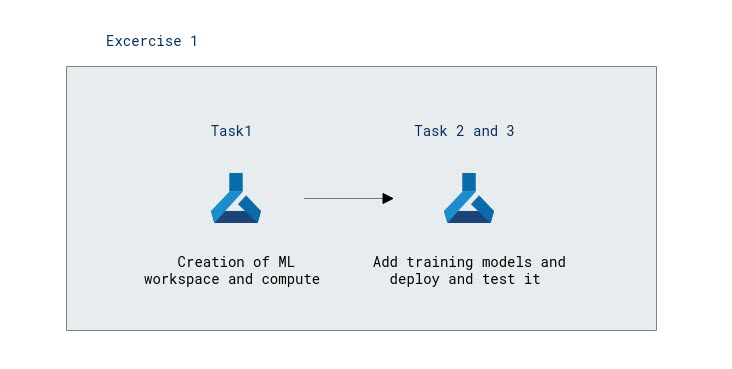 Excercise 1
Task1
Task 2 and 3
Creation of ML
workspace and compute
Add training models and
deploy and test it